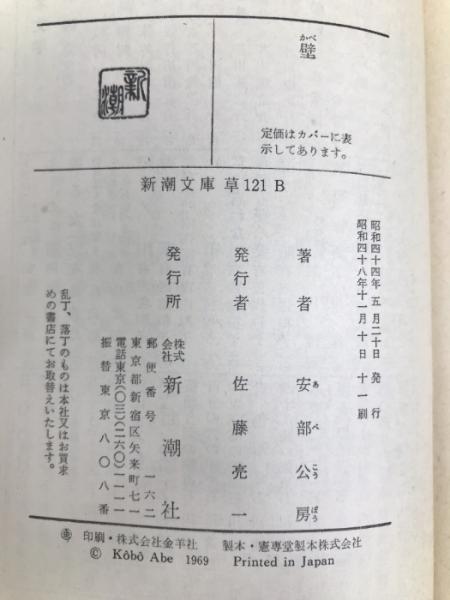 かべ
壁
定価はカバーに表
示してあります。
新潮
新潮文庫 草121B
昭和四十四年 五月二十日 発行
昭和四十八年十一月十日 十一刷
著者 安部公房
あべこうぼう
発行者 佐藤亮一
発行所 株式会社 新潮社
郵便番号 一六二
東京都新宿区矢来町七一
電話東京(〇三)(二六〇)一一一一
振替東京八〇八番
乱丁、落丁のものは本社又はお買求
めの書店にてお取替えいたします。
印刷・株式会社金羊社 製本・憲専堂製本株式会社
© Kōbō Abe 1969 Printed in Japan